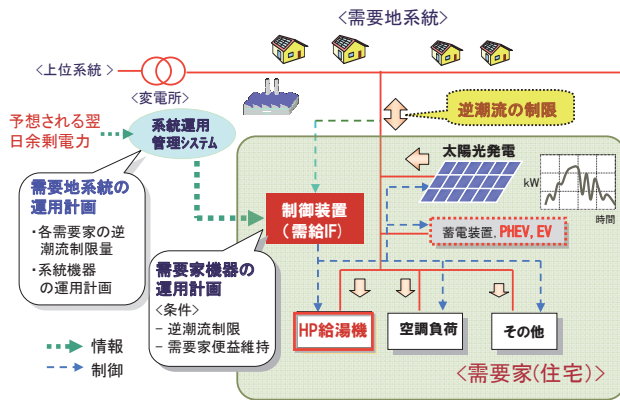 <需要地系統>
<上位系統>
<変電所>
予想される翌
日余剰電力
系統運用
管理システム
逆潮流の制限
需要地系統の
運用計画
・各需要家の逆
潮流制限量
・系統機器
の運用計画
太陽光発電
kW
時間
制御装置
(需給IF)
蓄電装置, PHEV, EV
需要家機器の
運用計画
<条件>
− 逆潮流制限
− 需要家便益維持
HP給湯機
空調負荷
その他
情報
制御
<需要家(住宅)>